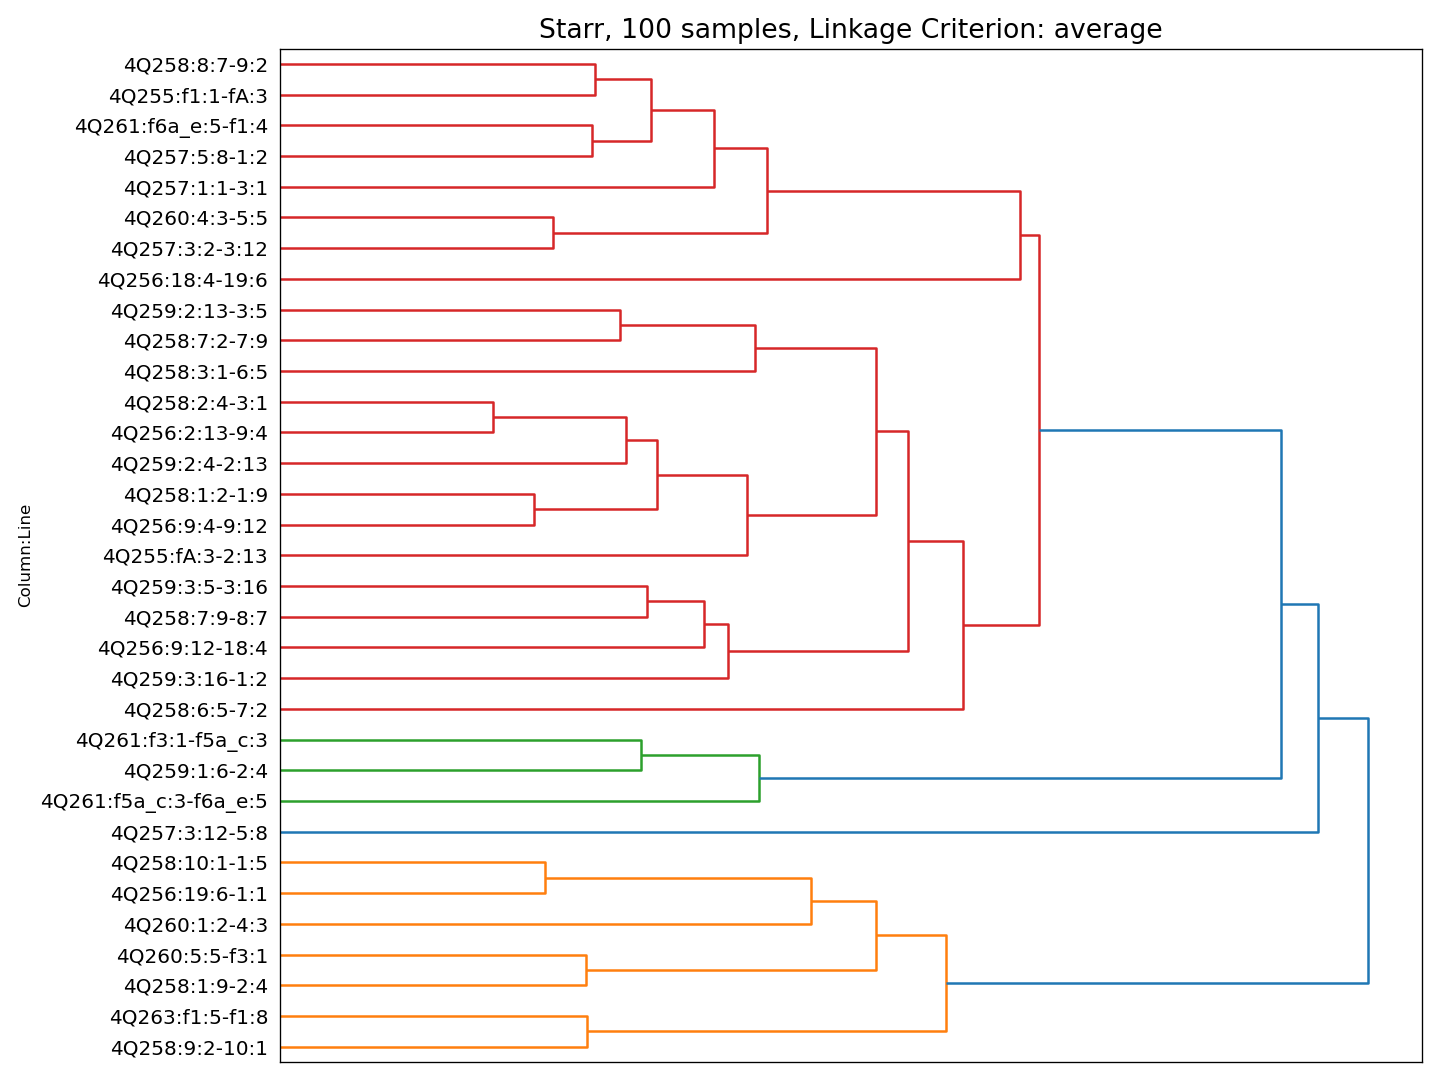 Starr, 100 samples, Linkage Criterion: average
4Q258:8:7-9:2
4Q255:f1:1-fA:3
4Q261:f6a_e:5-f1:4
4Q257:5:8-1:2
4Q257:1:1-3:1
4Q260:4:3-5:5
4Q257:3:2-3:12
4Q256:18:4-19:6
4Q259:2:13-3:5
4Q258:7:2-7:9
4Q258:3:1-6:5
4Q258:2:4-3:1
4Q256:2:13-9:4
4Q259:2:4-2:13
4Q258:1:2-1:9
4Q256:9:4-9:12
4Q255:fA:3-2:13
4Q259:3:5-3:16
4Q258:7:9-8:7
4Q256:9:12-18:4
4Q259:3:16-1:2
4Q258:6:5-7:2
4Q261:f3:1-f5a_c:3
4Q259:1:6-2:4
4Q261:f5a_c:3-f6a_e:5
4Q257:3:12-5:8
4Q258:10:1-1:5
4Q256:19:6-1:1
4Q260:1:2-4:3
4Q260:5:5-f3:1
4Q258:1:9-2:4
4Q263:f1:5-f1:8
4Q258:9:2-10:1
Column:Line